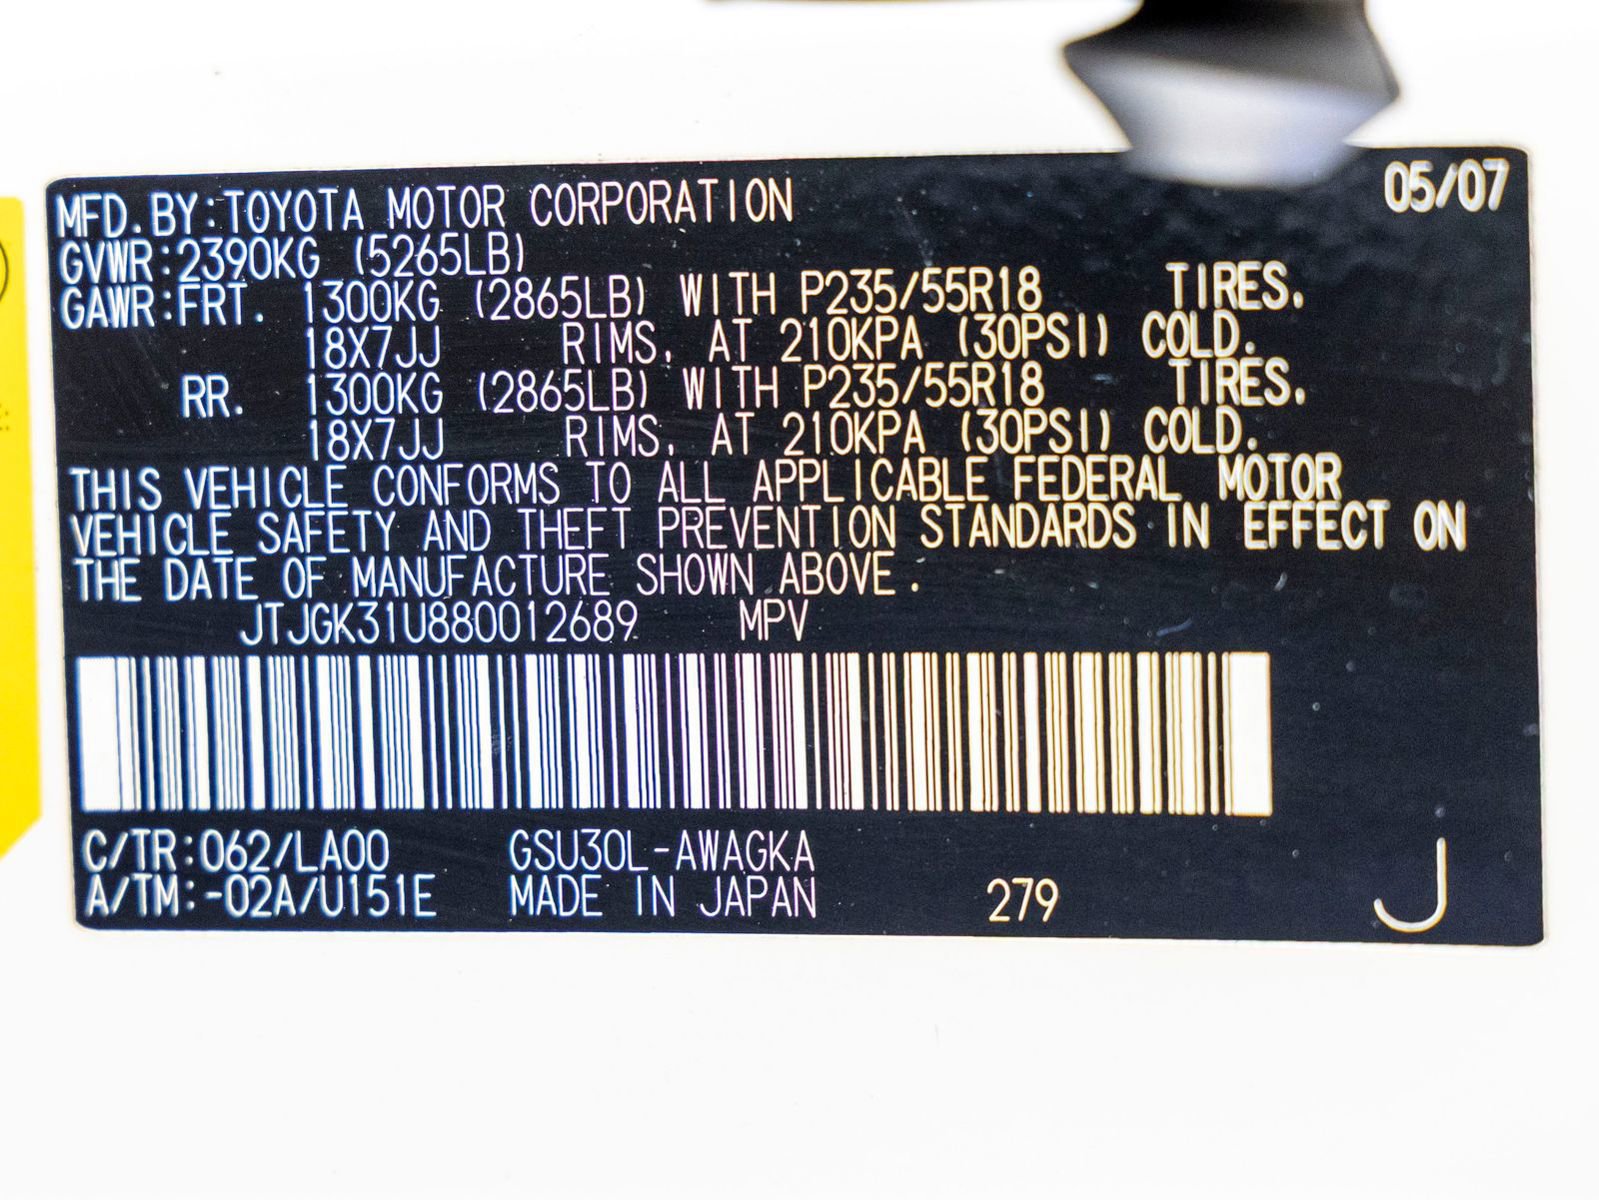 MFD. BY:TOYOTA MOTOR CORPORATION 05/07
GVWR:2390KG (5265LB)
GAWR:FRT. 1300KG (2865LB) WITH P235/55R18 TIRES.
18X7JJ RIMS, AT 210KPA (30PSI) COLD.
RR. 1300KG (2865LB) WITH P235/55R18 TIRES.
18X7JJ RIMS, AT 210KPA (30PSI) COLD.
THIS VEHICLE CONFORMS TO ALL APPLICABLE FEDERAL MOTOR
VEHICLE SAFETY AND THEFT PREVENTION STANDARDS IN EFFECT ON
THE DATE OF MANUFACTURE SHOWN ABOVE.
JTJGK31U880012689 MPV
C/TR:062/LA00 GSU30L-AWAGKA
A/TM:-02A/U151E MADE IN JAPAN 279 J